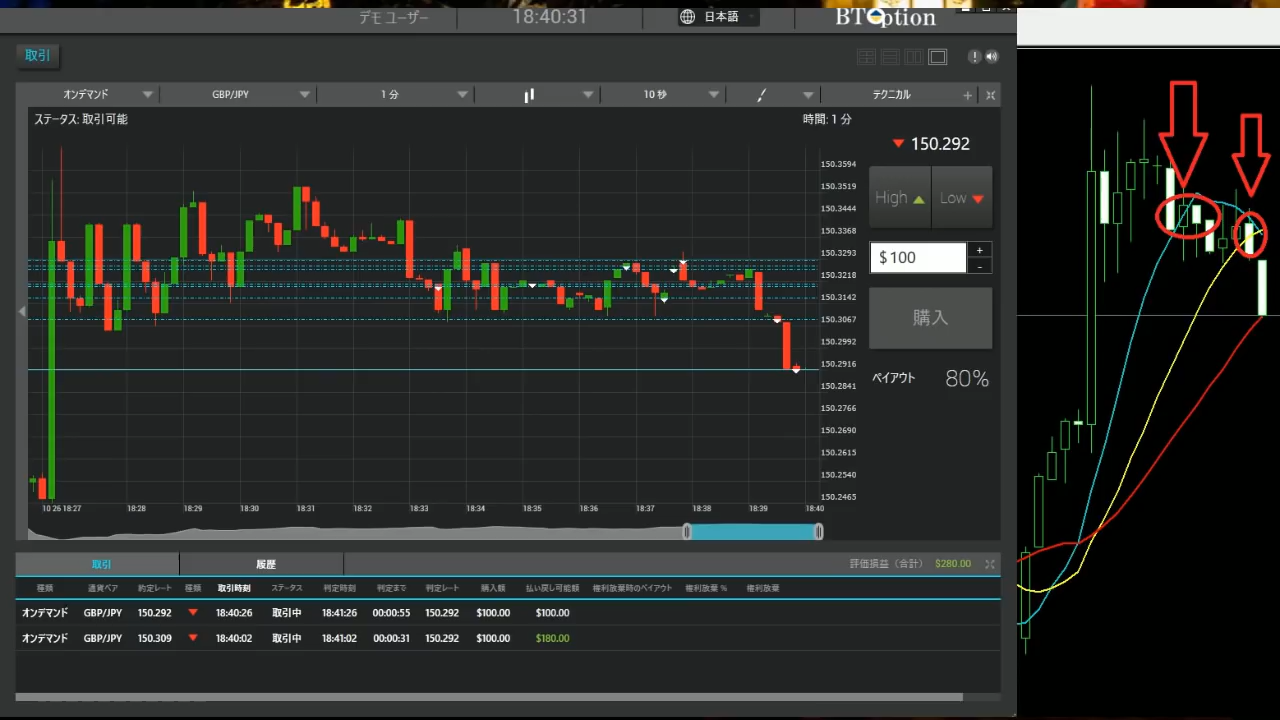 デモ ユーザー 18:40:31 日本語 BTOption
取引
オンデマンド GBP/JPY 1 分 10 秒 テクニカル
ステータス: 取引可能 時間: 1 分
150.292
High Low
$ 100 + -
購入
ペイアウト 80%
150.3594
150.3519
150.3444
150.3368
150.3293
150.3218
150.3142
150.3067
150.2992
150.2916
150.2841
150.2766
150.2690
150.2615
150.2540
150.2465
10 26 18:27 18:28 18:29 18:30 18:31 18:32 18:33 18:34 18:35 18:36 18:37 18:38 18:39 18:40
取引 履歴 評価損益（合計） $280.00
種類 通貨ペア 約定レート 種類 取引時刻 ステータス 判定時刻 判定まで 判定レート 購入額 払い戻し可能額 権利放棄時のペイアウト 権利放棄 % 権利放棄
オンデマンド GBP/JPY 150.292 18:40:26 取引中 18:41:26 00:00:55 150.292 $100.00 $100.00
オンデマンド GBP/JPY 150.309 18:40:02 取引中 18:41:02 00:00:31 150.292 $100.00 $180.00